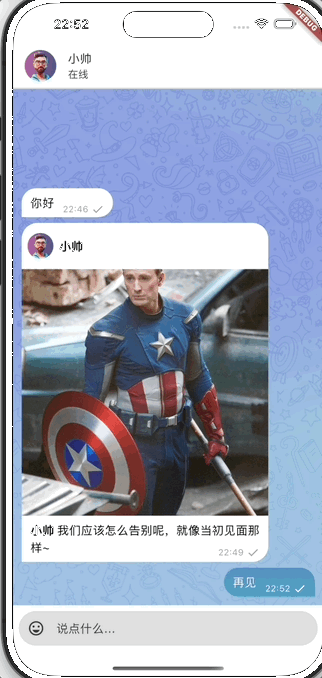 22:52
DEBUG
小帅
在线
你好 22:46
小帅
小帅 我们应该怎么告别呢，就像当初见面那
样~ 22:49
再见 22:52
说点什么...